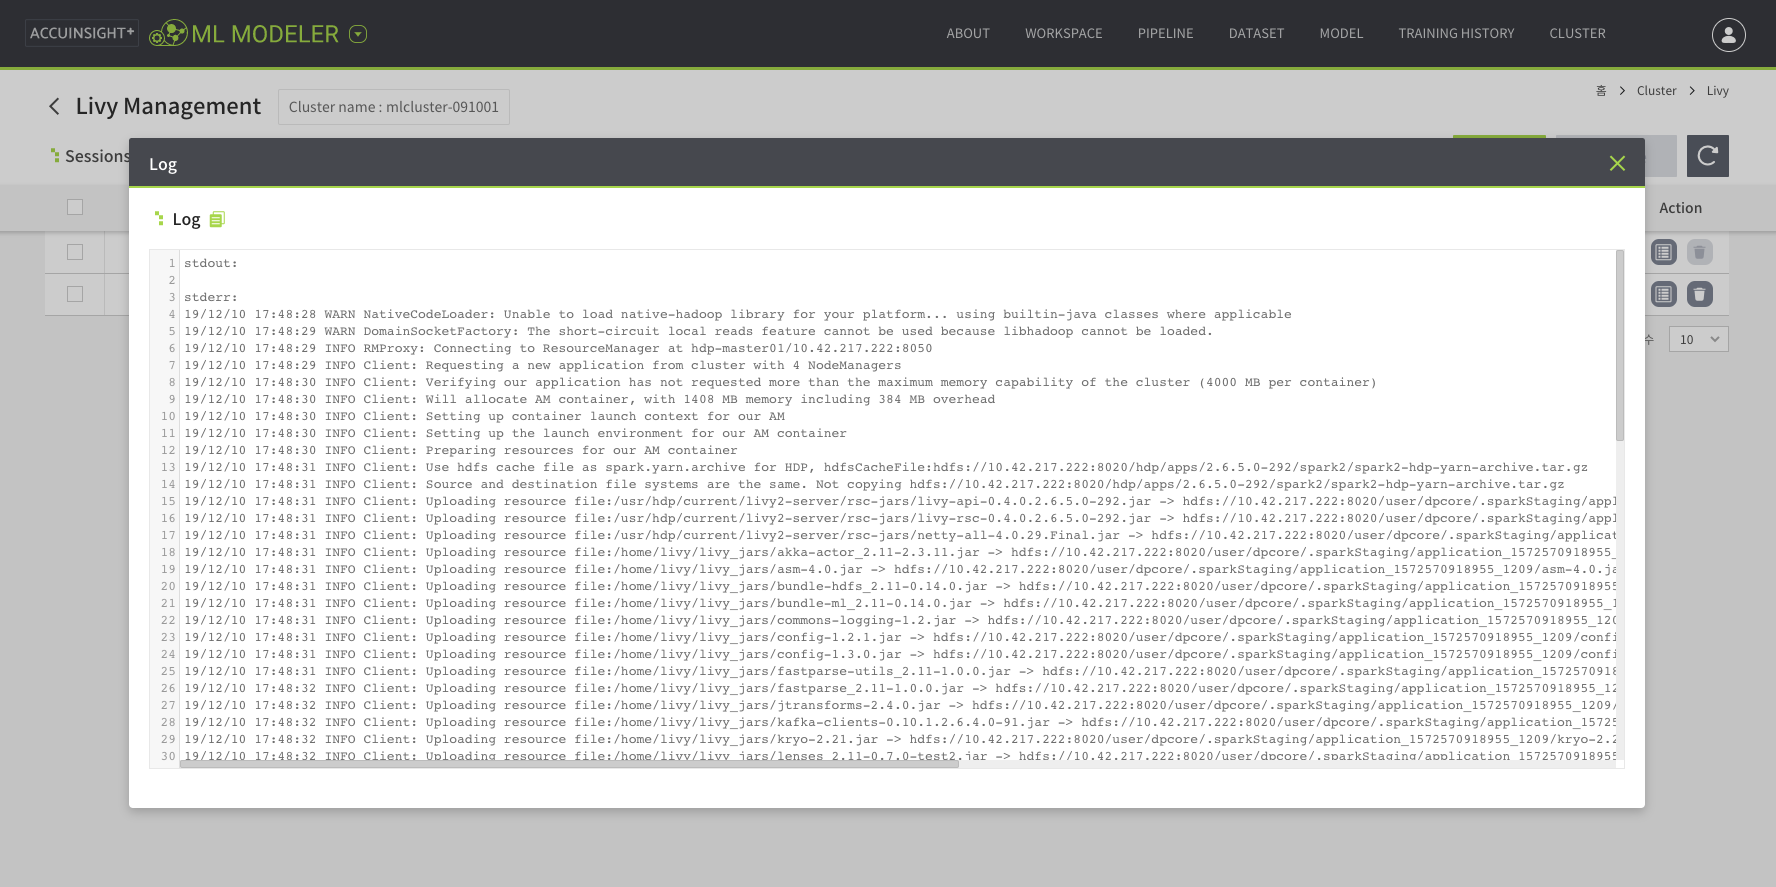 ACCUINSIGHT+ ML MODELER
ABOUT WORKSPACE PIPELINE DATASET MODEL TRAINING HISTORY CLUSTER
Livy Management
Cluster name : mlcluster-091001
홈 > Cluster > Livy
Sessions
Action
수 10
Log
Log
1 stdout:
2
3 stderr:
4 19/12/10 17:48:28 WARN NativeCodeLoader: Unable to load native-hadoop library for your platform... using builtin-java classes where applicable
5 19/12/10 17:48:29 WARN DomainSocketFactory: The short-circuit local reads feature cannot be used because libhadoop cannot be loaded.
6 19/12/10 17:48:29 INFO RMProxy: Connecting to ResourceManager at hdp-master01/10.42.217.222:8050
7 19/12/10 17:48:29 INFO Client: Requesting a new application from cluster with 4 NodeManagers
8 19/12/10 17:48:30 INFO Client: Verifying our application has not requested more than the maximum memory capability of the cluster (4000 MB per container)
9 19/12/10 17:48:30 INFO Client: Will allocate AM container, with 1408 MB memory including 384 MB overhead
10 19/12/10 17:48:30 INFO Client: Setting up container launch context for our AM
11 19/12/10 17:48:30 INFO Client: Setting up the launch environment for our AM container
12 19/12/10 17:48:30 INFO Client: Preparing resources for our AM container
13 19/12/10 17:48:31 INFO Client: Use hdfs cache file as spark.yarn.archive for HDP, hdfsCacheFile:hdfs://10.42.217.222:8020/hdp/apps/2.6.5.0-292/spark2/spark2-hdp-yarn-archive.tar.gz
14 19/12/10 17:48:31 INFO Client: Source and destination file systems are the same. Not copying hdfs://10.42.217.222:8020/hdp/apps/2.6.5.0-292/spark2/spark2-hdp-yarn-archive.tar.gz
15 19/12/10 17:48:31 INFO Client: Uploading resource file:/usr/hdp/current/livy2-server/rsc-jars/livy-api-0.4.0.2.6.5.0-292.jar -> hdfs://10.42.217.222:8020/user/dpcore/.sparkStaging/appl
16 19/12/10 17:48:31 INFO Client: Uploading resource file:/usr/hdp/current/livy2-server/rsc-jars/livy-rsc-0.4.0.2.6.5.0-292.jar -> hdfs://10.42.217.222:8020/user/dpcore/.sparkStaging/appl
17 19/12/10 17:48:31 INFO Client: Uploading resource file:/usr/hdp/current/livy2-server/rsc-jars/netty-all-4.0.29.Final.jar -> hdfs://10.42.217.222:8020/user/dpcore/.sparkStaging/applicat
18 19/12/10 17:48:31 INFO Client: Uploading resource file:/home/livy/livy_jars/akka-actor_2.11-2.3.11.jar -> hdfs://10.42.217.222:8020/user/dpcore/.sparkStaging/application_1572570918955_
19 19/12/10 17:48:31 INFO Client: Uploading resource file:/home/livy/livy_jars/asm-4.0.jar -> hdfs://10.42.217.222:8020/user/dpcore/.sparkStaging/application_1572570918955_1209/asm-4.0.ja
20 19/12/10 17:48:31 INFO Client: Uploading resource file:/home/livy/livy_jars/bundle-hdfs_2.11-0.14.0.jar -> hdfs://10.42.217.222:8020/user/dpcore/.sparkStaging/application_1572570918955
21 19/12/10 17:48:31 INFO Client: Uploading resource file:/home/livy/livy_jars/bundle-ml_2.11-0.14.0.jar -> hdfs://10.42.217.222:8020/user/dpcore/.sparkStaging/application_1572570918955_1
22 19/12/10 17:48:31 INFO Client: Uploading resource file:/home/livy/livy_jars/commons-logging-1.2.jar -> hdfs://10.42.217.222:8020/user/dpcore/.sparkStaging/application_1572570918955_120
23 19/12/10 17:48:31 INFO Client: Uploading resource file:/home/livy/livy_jars/config-1.2.1.jar -> hdfs://10.42.217.222:8020/user/dpcore/.sparkStaging/application_1572570918955_1209/confi
24 19/12/10 17:48:31 INFO Client: Uploading resource file:/home/livy/livy_jars/config-1.3.0.jar -> hdfs://10.42.217.222:8020/user/dpcore/.sparkStaging/application_1572570918955_1209/confi
25 19/12/10 17:48:31 INFO Client: Uploading resource file:/home/livy/livy_jars/fastparse-utils_2.11-1.0.0.jar -> hdfs://10.42.217.222:8020/user/dpcore/.sparkStaging/application_1572570918
26 19/12/10 17:48:32 INFO Client: Uploading resource file:/home/livy/livy_jars/fastparse_2.11-1.0.0.jar -> hdfs://10.42.217.222:8020/user/dpcore/.sparkStaging/application_1572570918955_12
27 19/12/10 17:48:32 INFO Client: Uploading resource file:/home/livy/livy_jars/jtransforms-2.4.0.jar -> hdfs://10.42.217.222:8020/user/dpcore/.sparkStaging/application_1572570918955_1209/
28 19/12/10 17:48:32 INFO Client: Uploading resource file:/home/livy/livy_jars/kafka-clients-0.10.1.2.6.4.0-91.jar -> hdfs://10.42.217.222:8020/user/dpcore/.sparkStaging/application_15725
29 19/12/10 17:48:32 INFO Client: Uploading resource file:/home/livy/livy_jars/kryo-2.21.jar -> hdfs://10.42.217.222:8020/user/dpcore/.sparkStaging/application_1572570918955_1209/kryo-2.2
30 19/12/10 17:48:32 INFO Client: Uploading resource file:/home/livy/livy_jars/lenses_2.11-0.7.0-test2.jar -> hdfs://10.42.217.222:8020/user/dpcore/.sparkStaging/application_1572570918955